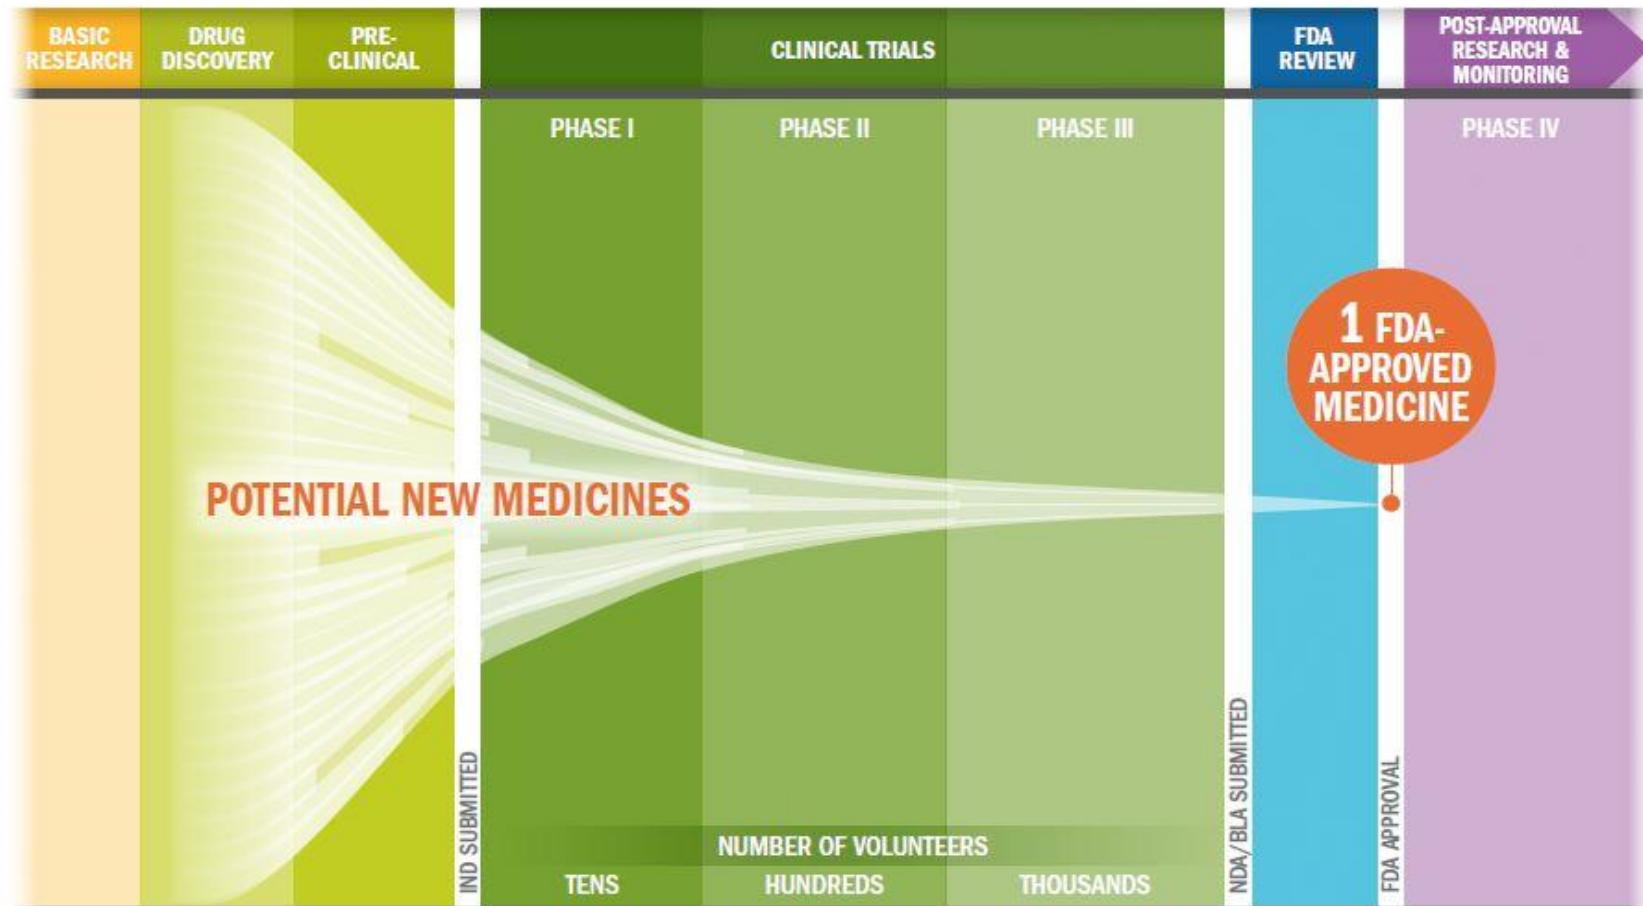 BASIC
RESEARCH
DRUG
DISCOVERY
PRE-
CLINICAL
CLINICAL TRIALS
FDA
REVIEW
POST-APPROVAL
RESEARCH &
MONITORING
PHASE I
PHASE II
PHASE III
PHASE IV
1 FDA-
APPROVED
MEDICINE
POTENTIAL NEW MEDICINES
IND SUBMITTED
NDA/BLA SUBMITTED
FDA APPROVAL
NUMBER OF VOLUNTEERS
TENS
HUNDREDS
THOUSANDS